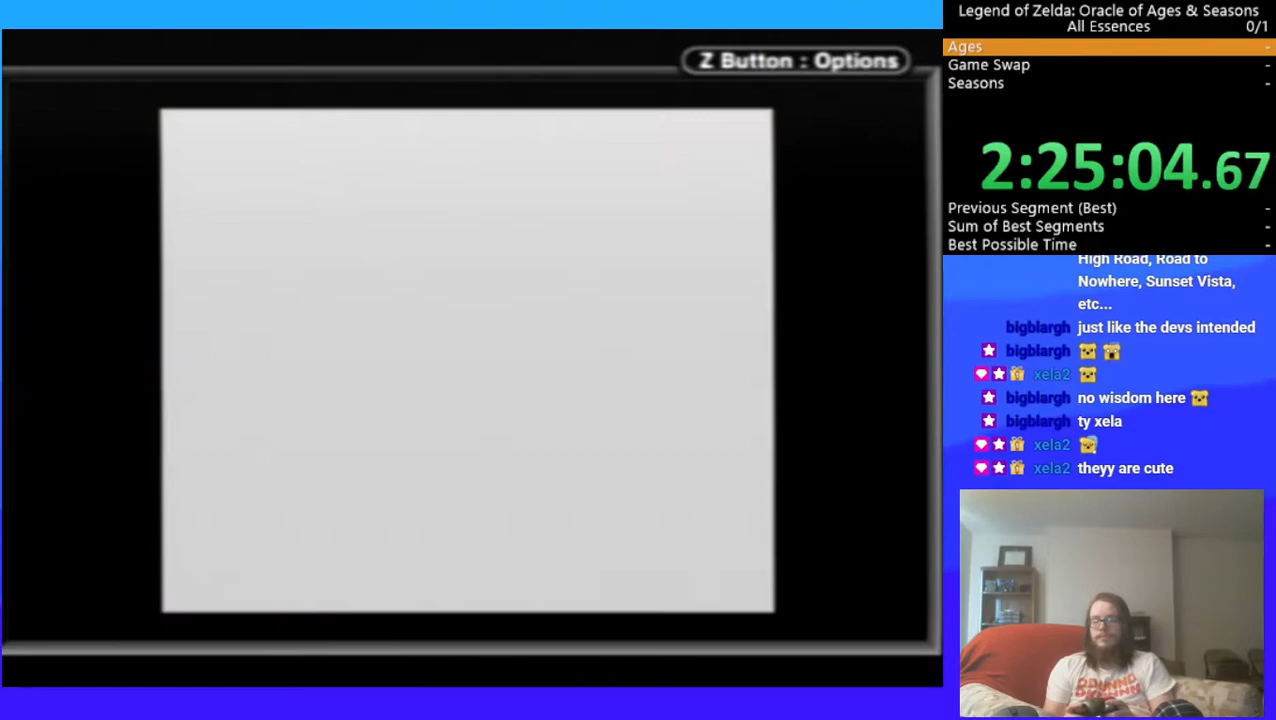 Z Button : Options
Legend of Zelda: Oracle of Ages & Seasons
All Essences 0/1
Ages -
Game Swap -
Seasons -
2:25:04.67
Previous Segment (Best) -
Sum of Best Segments -
Best Possible Time -
High Road, Road to
Nowhere, Sunset Vista,
etc...
bigblargh just like the devs intended
bigblargh
xela2
bigblargh no wisdom here
bigblargh ty xela
xela2
xela2 theyy are cute